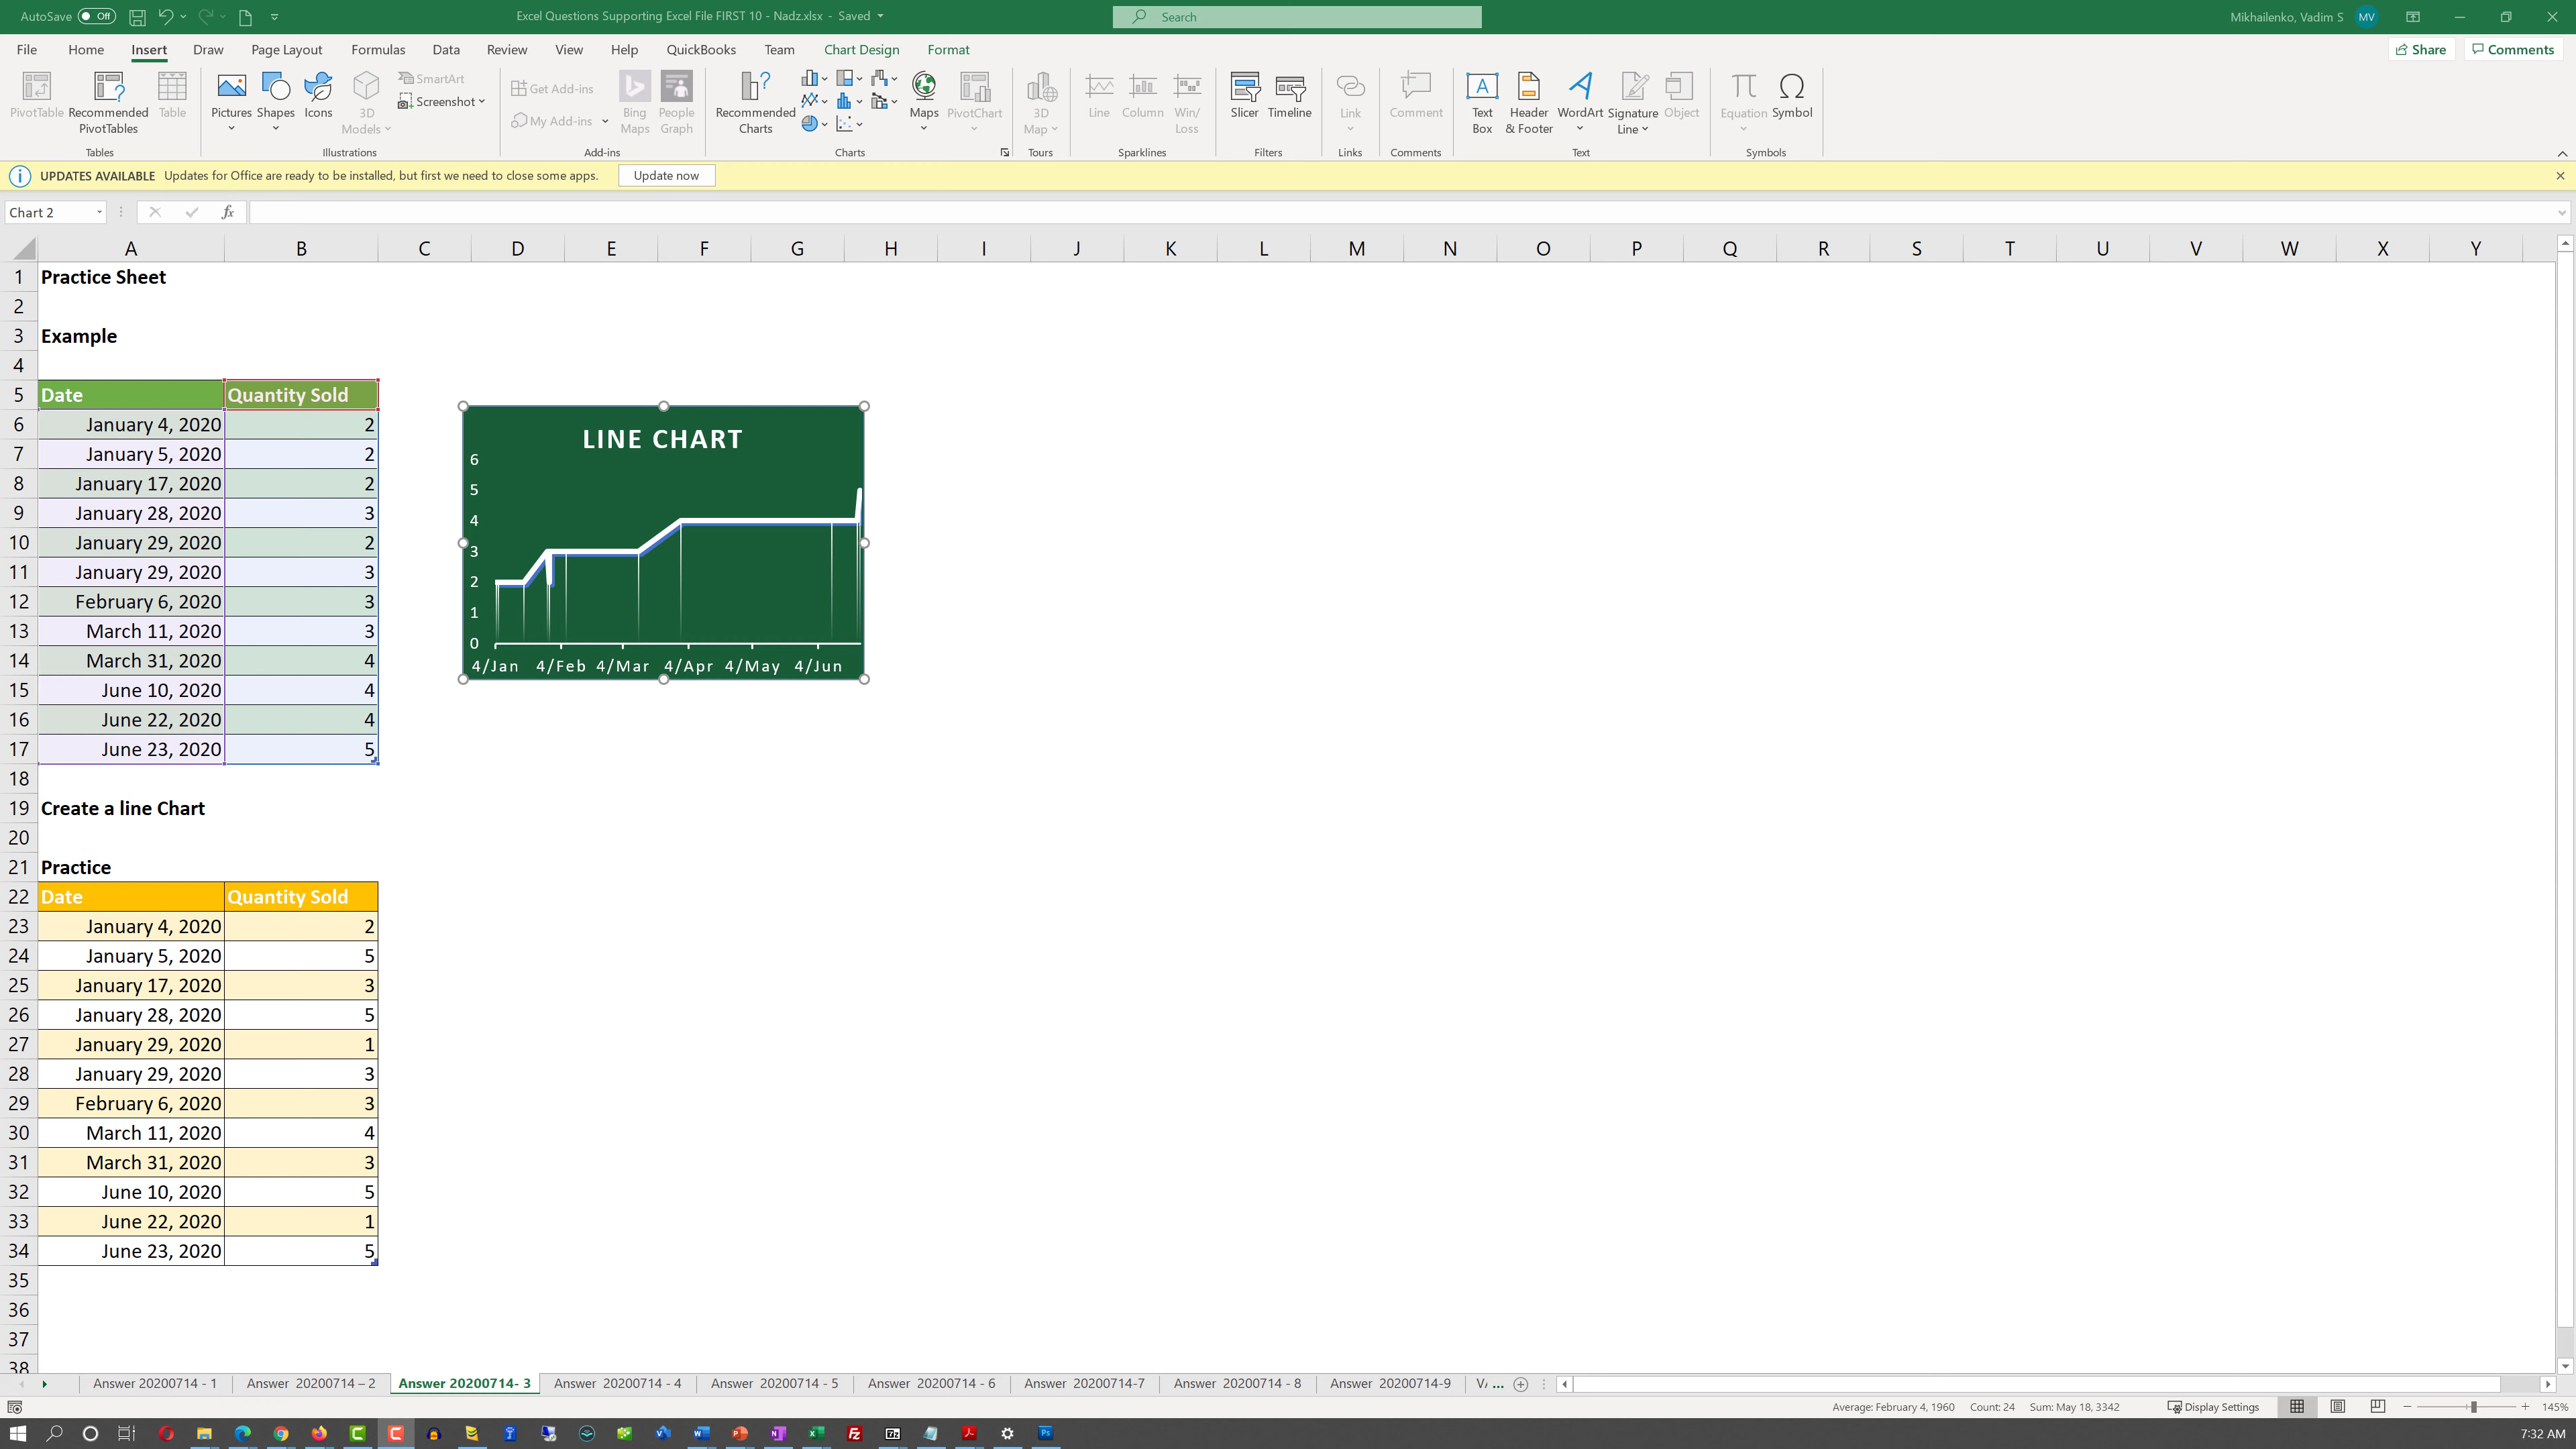 AutoSave Off Excel Questions Supporting Excel File FIRST 10 - Nadz.xlsx - Saved Search Mikhailenko, Vadim S MV
File Home Insert Draw Page Layout Formulas Data Review View Help QuickBooks Team Chart Design Format Share Comments
PivotTable Recommended PivotTables Table Pictures Shapes Icons 3D Models SmartArt Screenshot Get Add-ins My Add-ins Bing Maps People Graph Recommended Charts Maps PivotChart 3D Map Line Column Win/Loss Slicer Timeline Link Comment Text Box Header & Footer WordArt Signature Line Object Equation Symbol
Tables Illustrations Add-ins Charts Tours Sparklines Filters Links Comments Text Symbols
UPDATES AVAILABLE Updates for Office are ready to be installed, but first we need to close some apps. Update now
Chart 2 fx
A B C D E F G H I J K L M N O P Q R S T U V W X Y
1 Practice Sheet
2
3 Example
4
5 Date Quantity Sold
6 January 4, 2020 2
7 January 5, 2020 2
8 January 17, 2020 2
9 January 28, 2020 3
10 January 29, 2020 2
11 January 29, 2020 3
12 February 6, 2020 3
13 March 11, 2020 3
14 March 31, 2020 4
15 June 10, 2020 4
16 June 22, 2020 4
17 June 23, 2020 5
LINE CHART
6
5
4
3
2
1
0
4/Jan 4/Feb 4/Mar 4/Apr 4/May 4/Jun
18
19 Create a line Chart
20
21 Practice
22 Date Quantity Sold
23 January 4, 2020 2
24 January 5, 2020 5
25 January 17, 2020 3
26 January 28, 2020 5
27 January 29, 2020 1
28 January 29, 2020 3
29 February 6, 2020 3
30 March 11, 2020 4
31 March 31, 2020 3
32 June 10, 2020 5
33 June 22, 2020 1
34 June 23, 2020 5
35
36
37
38
Answer 20200714 - 1 Answer 20200714 – 2 Answer 20200714- 3 Answer 20200714 - 4 Answer 20200714 - 5 Answer 20200714 - 6 Answer 20200714-7 Answer 20200714 - 8 Answer 20200714-9 ...
Average: February 4, 1960 Count: 24 Sum: May 18, 3342 Display Settings 145%
7:32 AM